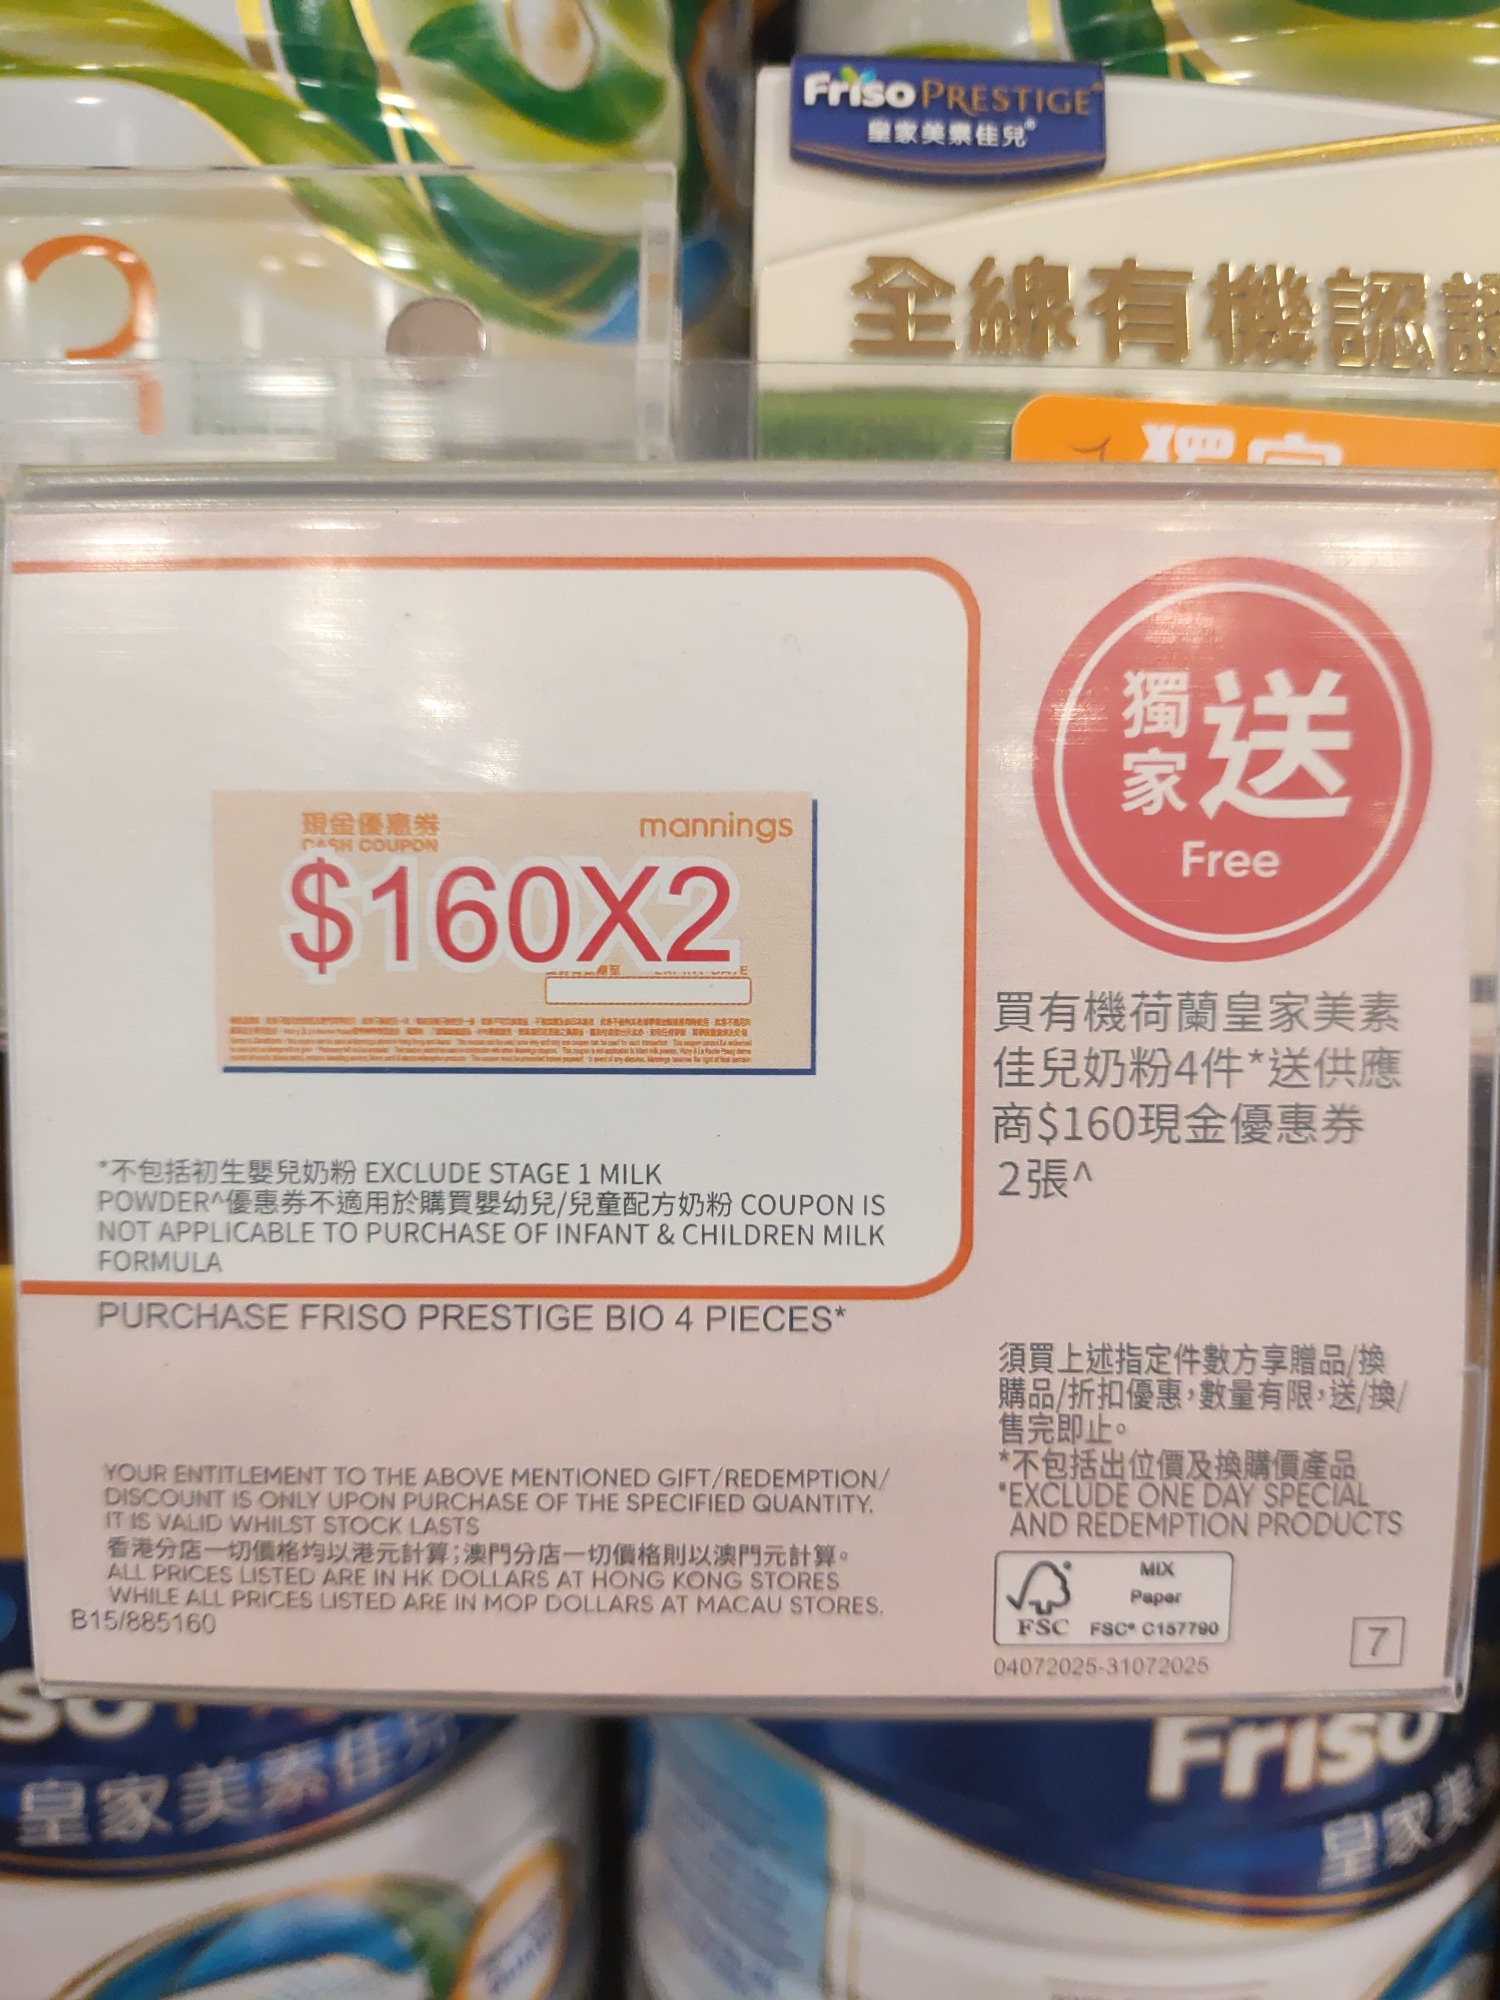 Friso PRESTIGE
皇家美素佳兒
全線有機認證
獨家
3
獨家
送
Free
現金優惠券
mannings
CASH COUPON
$160X2
買有機荷蘭皇家美素
佳兒奶粉4件*送供應
商$160現金優惠券
2張^
*不包括初生嬰兒奶粉 EXCLUDE STAGE 1 MILK
POWDER^優惠券不適用於購買嬰幼兒/兒童配方奶粉 COUPON IS
NOT APPLICABLE TO PURCHASE OF INFANT & CHILDREN MILK
FORMULA
PURCHASE FRISO PRESTIGE BIO 4 PIECES*
須買上述指定件數方享贈品/換
購品/折扣優惠,數量有限,送/換/
售完即止。
*不包括出位價及換購價產品
*EXCLUDE ONE DAY SPECIAL
AND REDEMPTION PRODUCTS
YOUR ENTITLEMENT TO THE ABOVE MENTIONED GIFT/REDEMPTION/
DISCOUNT IS ONLY UPON PURCHASE OF THE SPECIFIED QUANTITY.
IT IS VALID WHILST STOCK LASTS
香港分店一切價格均以港元計算;澳門分店一切價格則以澳門元計算。
ALL PRICES LISTED ARE IN HK DOLLARS AT HONG KONG STORES
WHILE ALL PRICES LISTED ARE IN MOP DOLLARS AT MACAU STORES.
B15/885160
MIX
Paper
FSC
FSC® C157790
7
04072025-31072025
皇家美素佳兒
Friso
皇家美